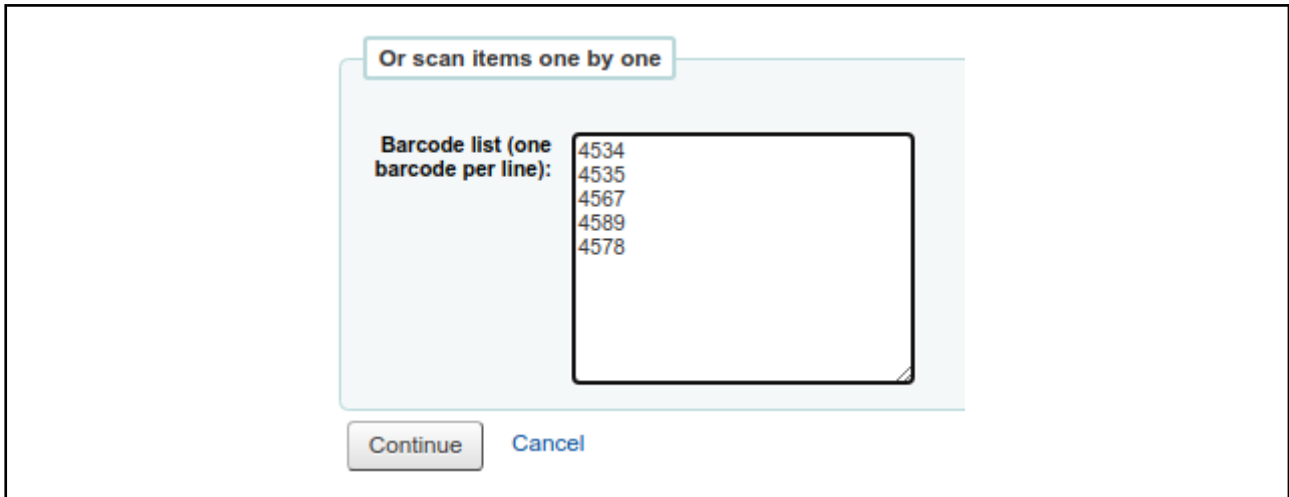 Or scan items one by one
Barcode list (one
barcode per line):
4534
4535
4567
4589
4578
Continue
Cancel